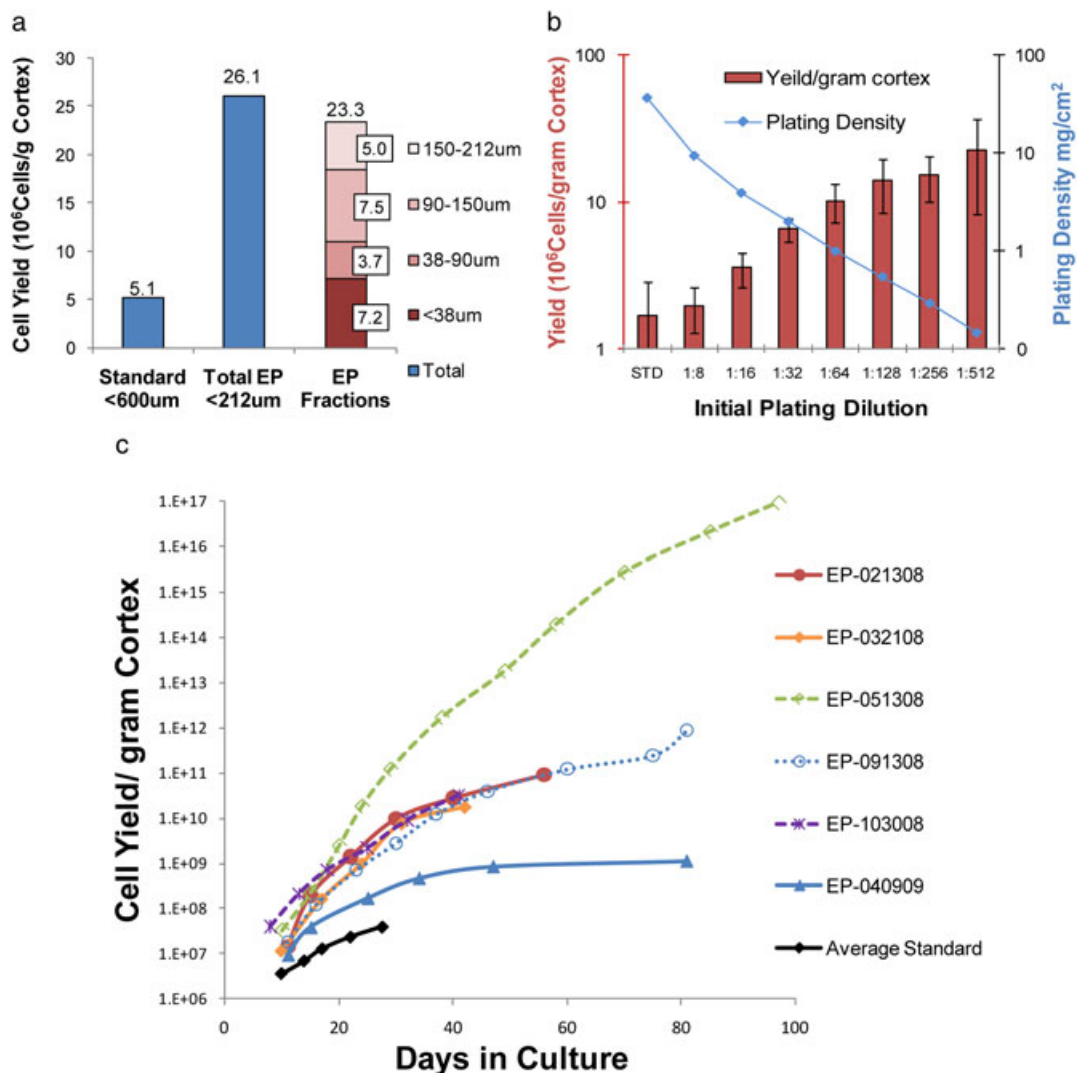 a
Cell Yield (10⁶Cells/g Cortex)
30
25
20
15
10
5
0
5.1
26.1
23.3
5.0
7.5
3.7
7.2
Standard
<600um
Total EP
<212um
EP
Fractions
150-212um
90-150um
38-90um
<38um
Total
b
Yield (10⁶Cells/gram Cortex)
100
10
1
Yeild/gram cortex
Plating Density
100
10
1
0
Plating Density mg/cm²
STD 1:8 1:16 1:32 1:64 1:128 1:256 1:512
Initial Plating Dilution
c
Cell Yield/ gram Cortex
1.E+17
1.E+16
1.E+15
1.E+14
1.E+13
1.E+12
1.E+11
1.E+10
1.E+09
1.E+08
1.E+07
1.E+06
0 20 40 60 80 100
Days in Culture
EP-021308
EP-032108
EP-051308
EP-091308
EP-103008
EP-040909
Average Standard